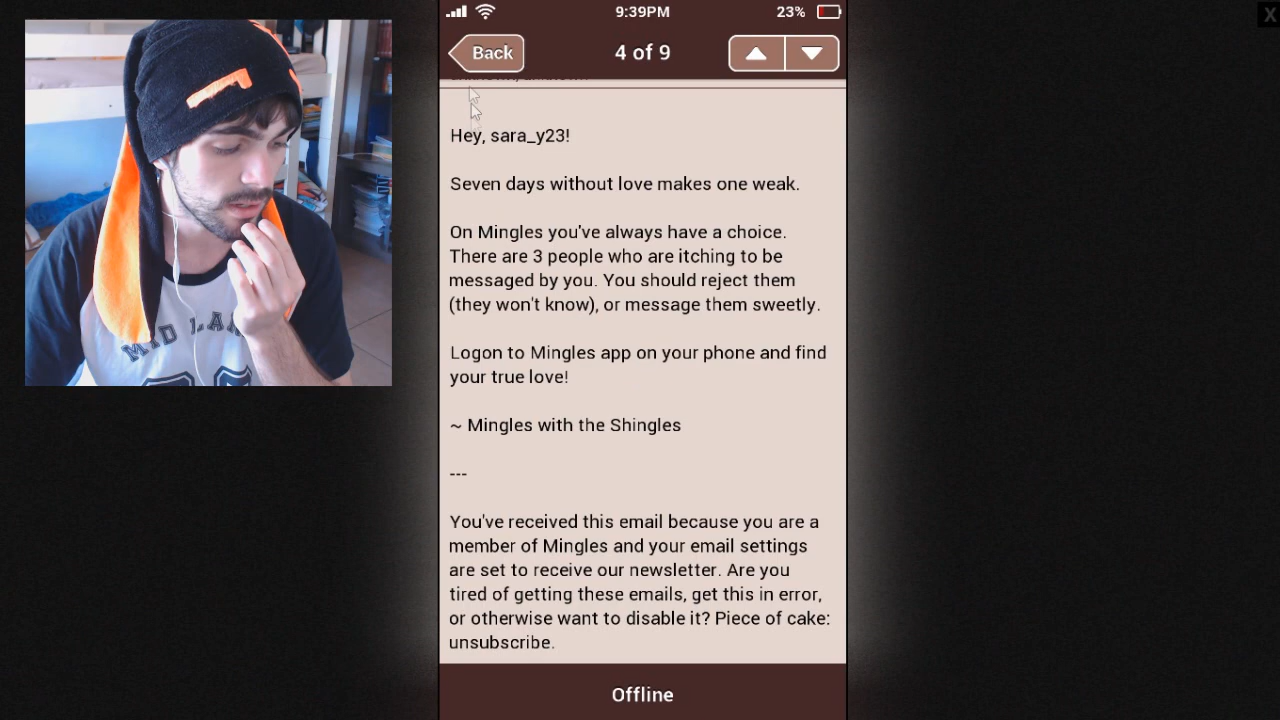 9:39PM
23%
X
Back
4 of 9
Hey, sara_y23!
Seven days without love makes one weak.
On Mingles you've always have a choice.
There are 3 people who are itching to be
messaged by you. You should reject them
(they won't know), or message them sweetly.
Logon to Mingles app on your phone and find
your true love!
~ Mingles with the Shingles
---
You've received this email because you are a
member of Mingles and your email settings
are set to receive our newsletter. Are you
tired of getting these emails, get this in error,
or otherwise want to disable it? Piece of cake:
unsubscribe.
Offline
MID LA